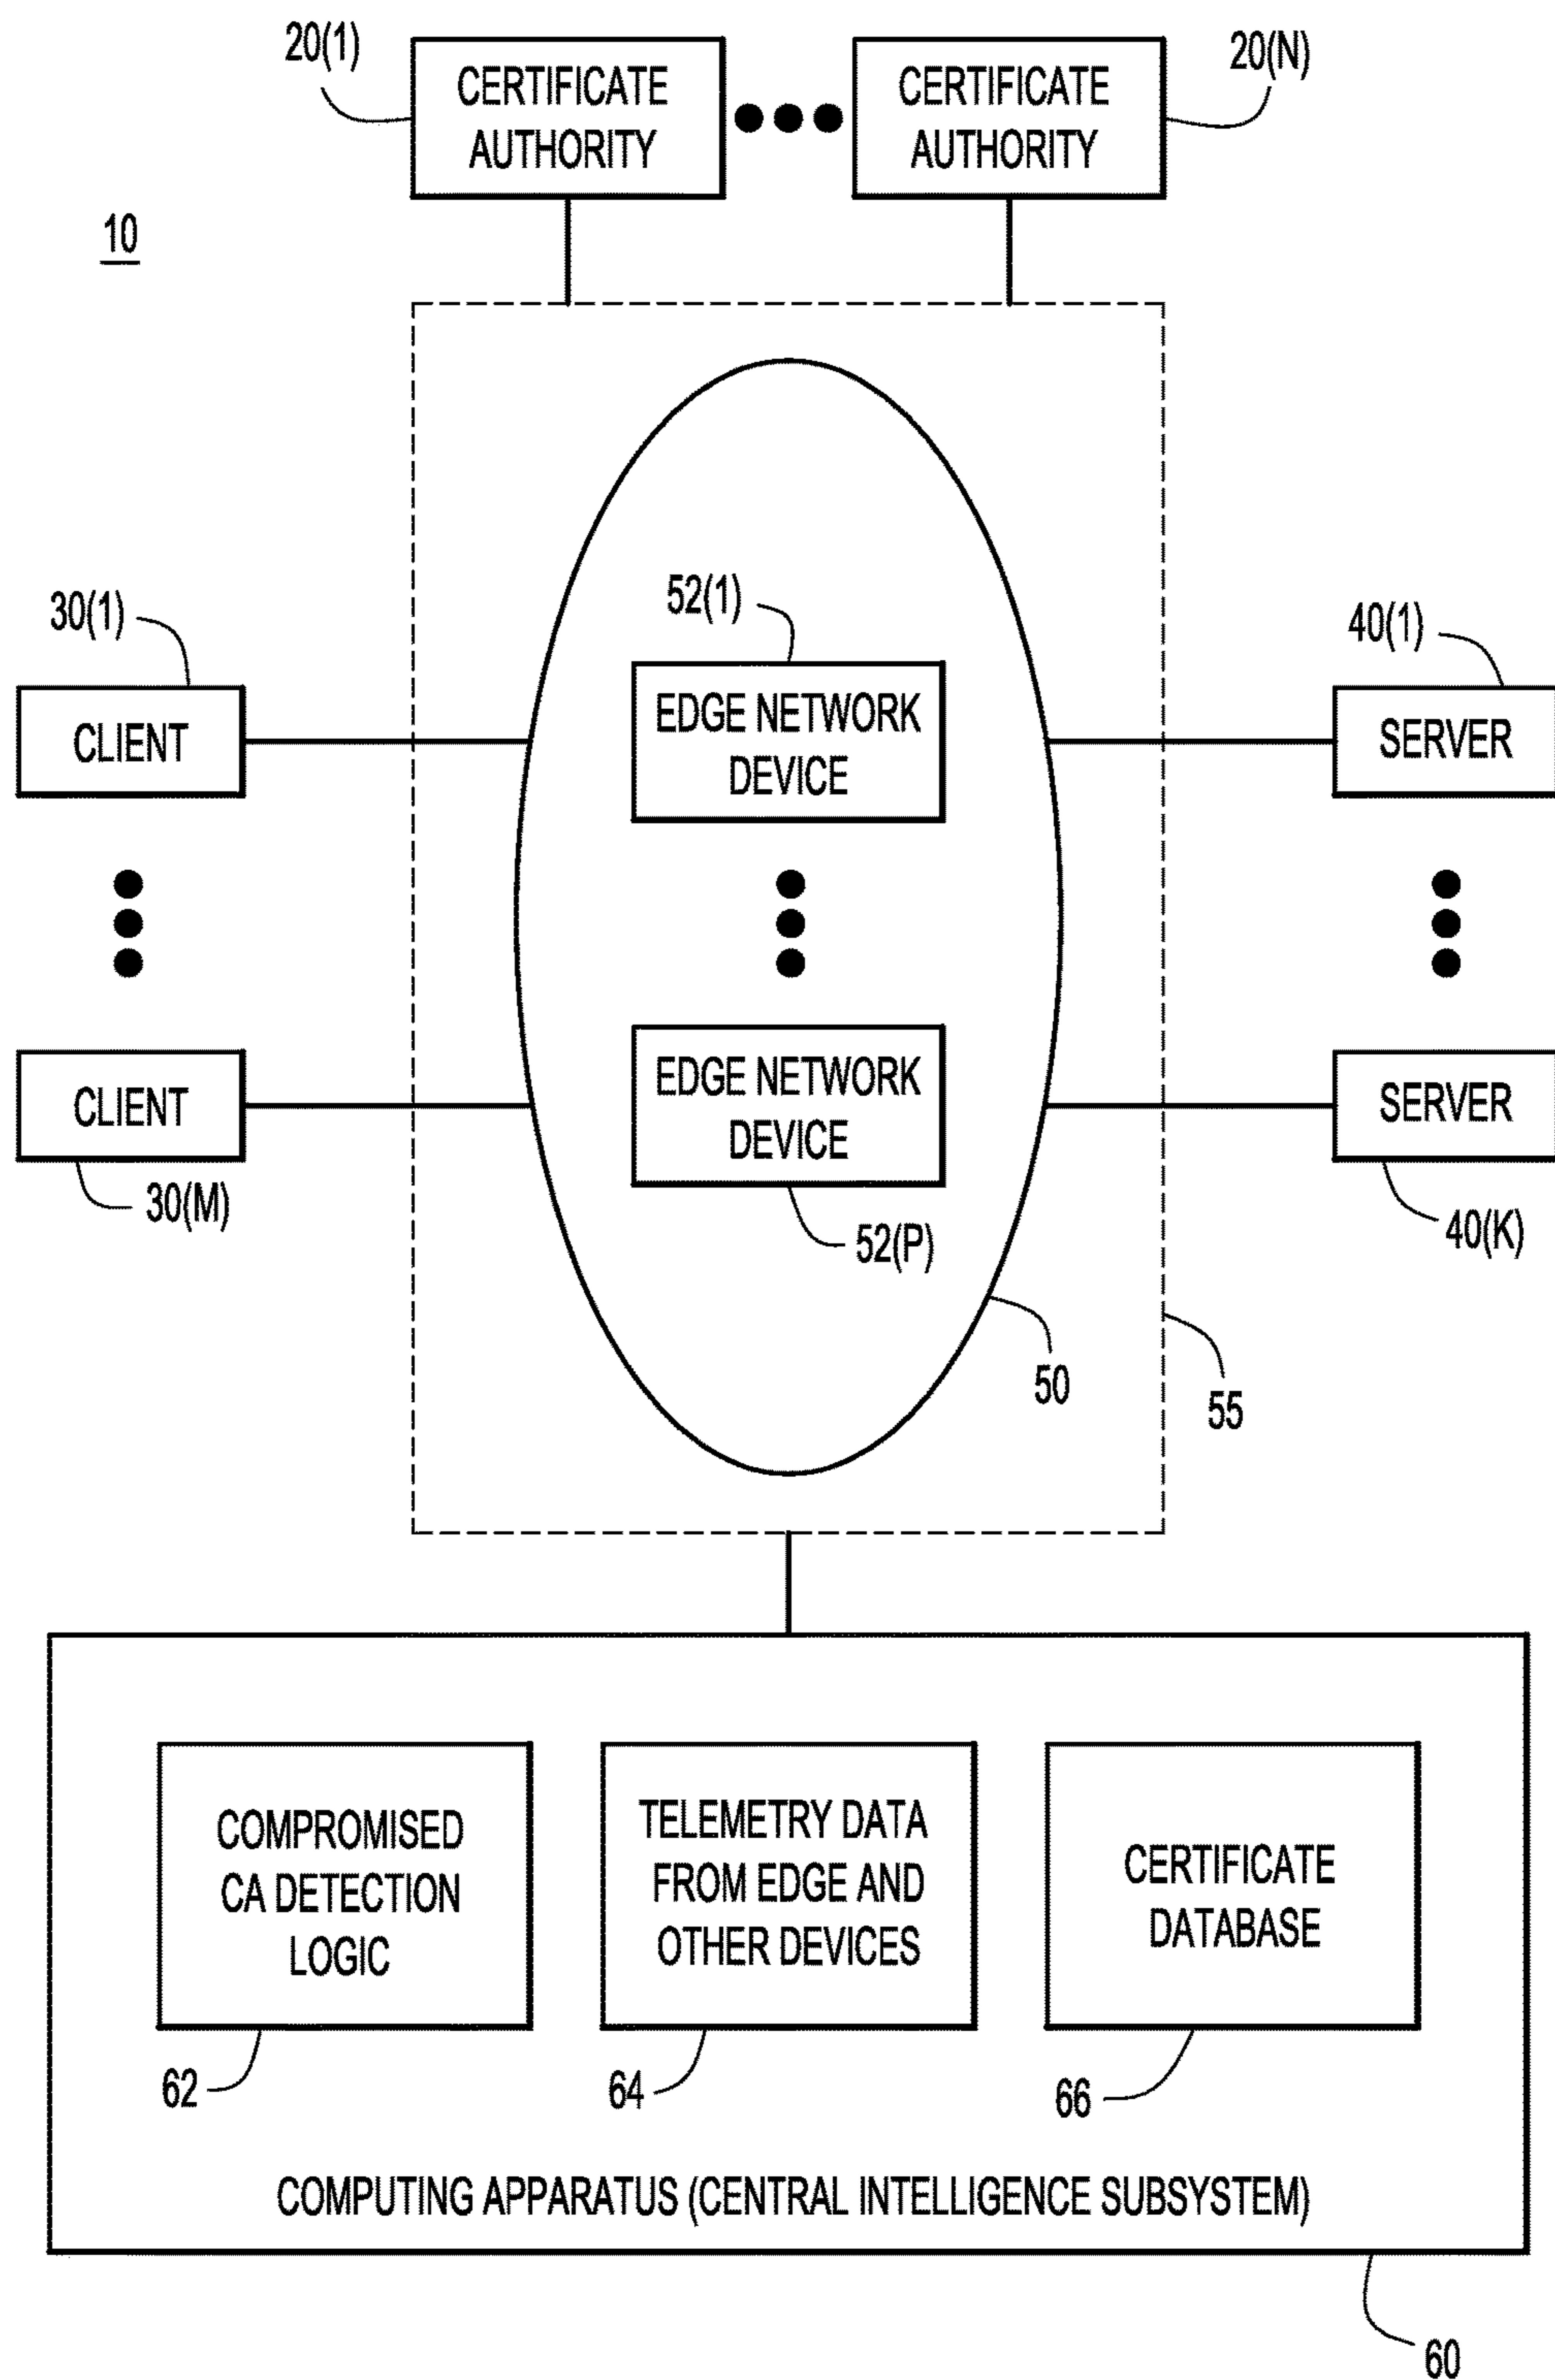 20(1)
CERTIFICATE
AUTHORITY
CERTIFICATE
AUTHORITY
20(N)
10
52(1)
30(1)
40(1)
CLIENT
EDGE NETWORK
DEVICE
SERVER
CLIENT
EDGE NETWORK
DEVICE
SERVER
30(M)
52(P)
40(K)
50
55
COMPROMISED
CA DETECTION
LOGIC
TELEMETRY DATA
FROM EDGE AND
OTHER DEVICES
CERTIFICATE
DATABASE
62
64
66
COMPUTING APPARATUS (CENTRAL INTELLIGENCE SUBSYSTEM)
60